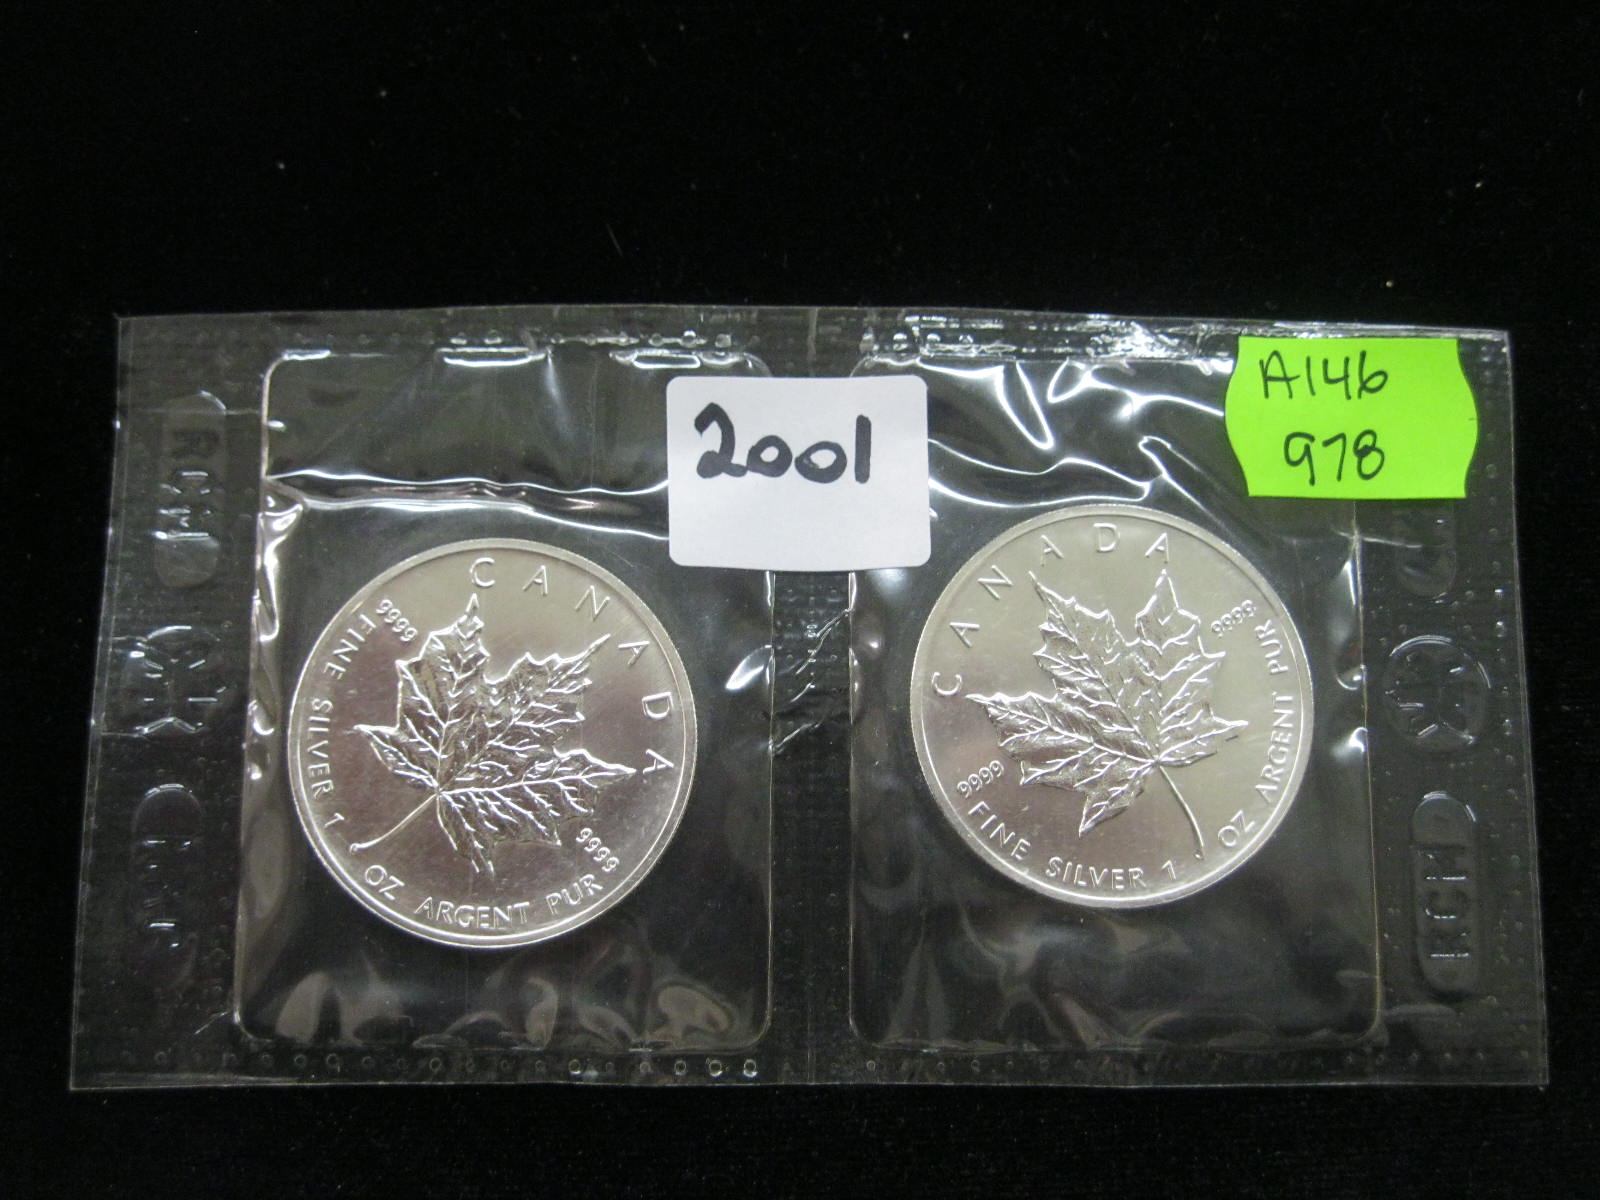 2001
A146
978
CANADA
9999
9999
FINE SILVER 1 OZ ARGENT PUR
CANADA
9999
9999
FINE SILVER 1 OZ ARGENT PUR
RCM
RCM